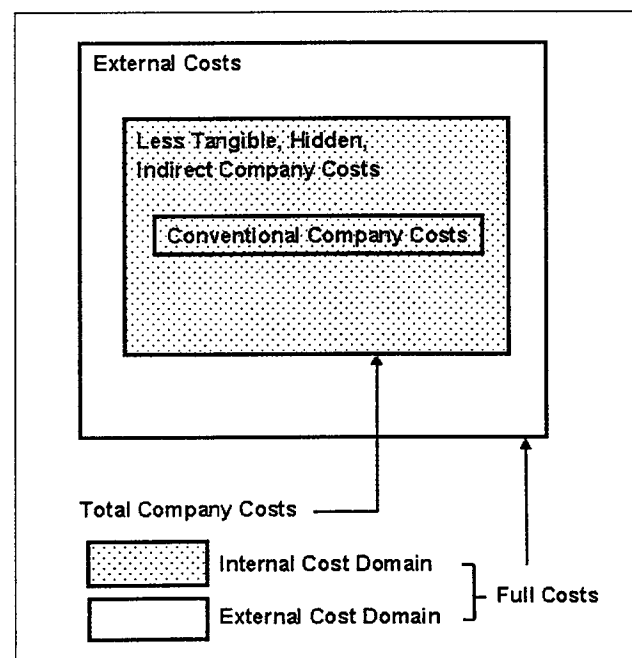 External Costs
Less Tangible, Hidden,
Indirect Company Costs
Conventional Company Costs
Total Company Costs
Internal Cost Domain
Full Costs
External Cost Domain